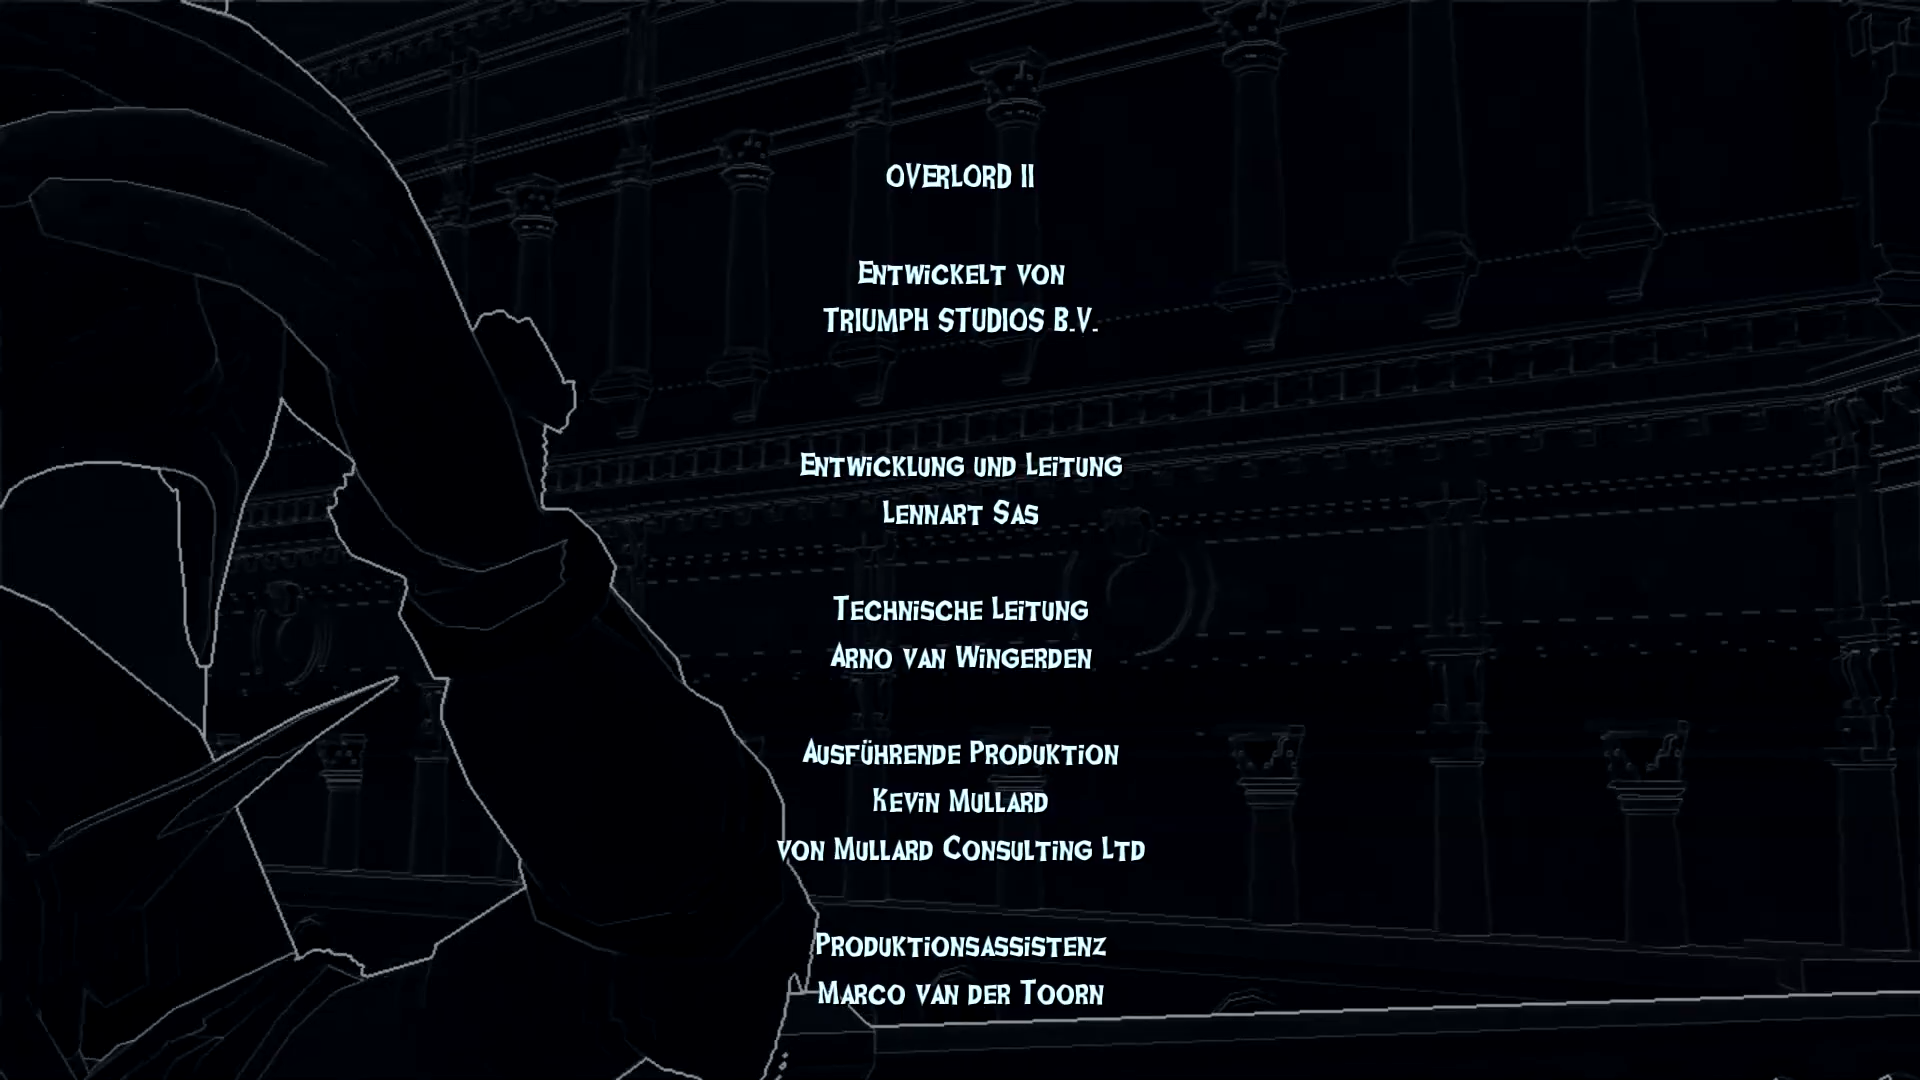 OVERLORD II
Entwickelt von
TRIUMPH STUDIOS B.V.
Entwicklung und Leitung
Lennart Sas
Technische Leitung
Arno van Wingerden
Ausführende Produktion
Kevin Mullard
von Mullard Consulting Ltd
Produktionsassistenz
Marco van der Toorn